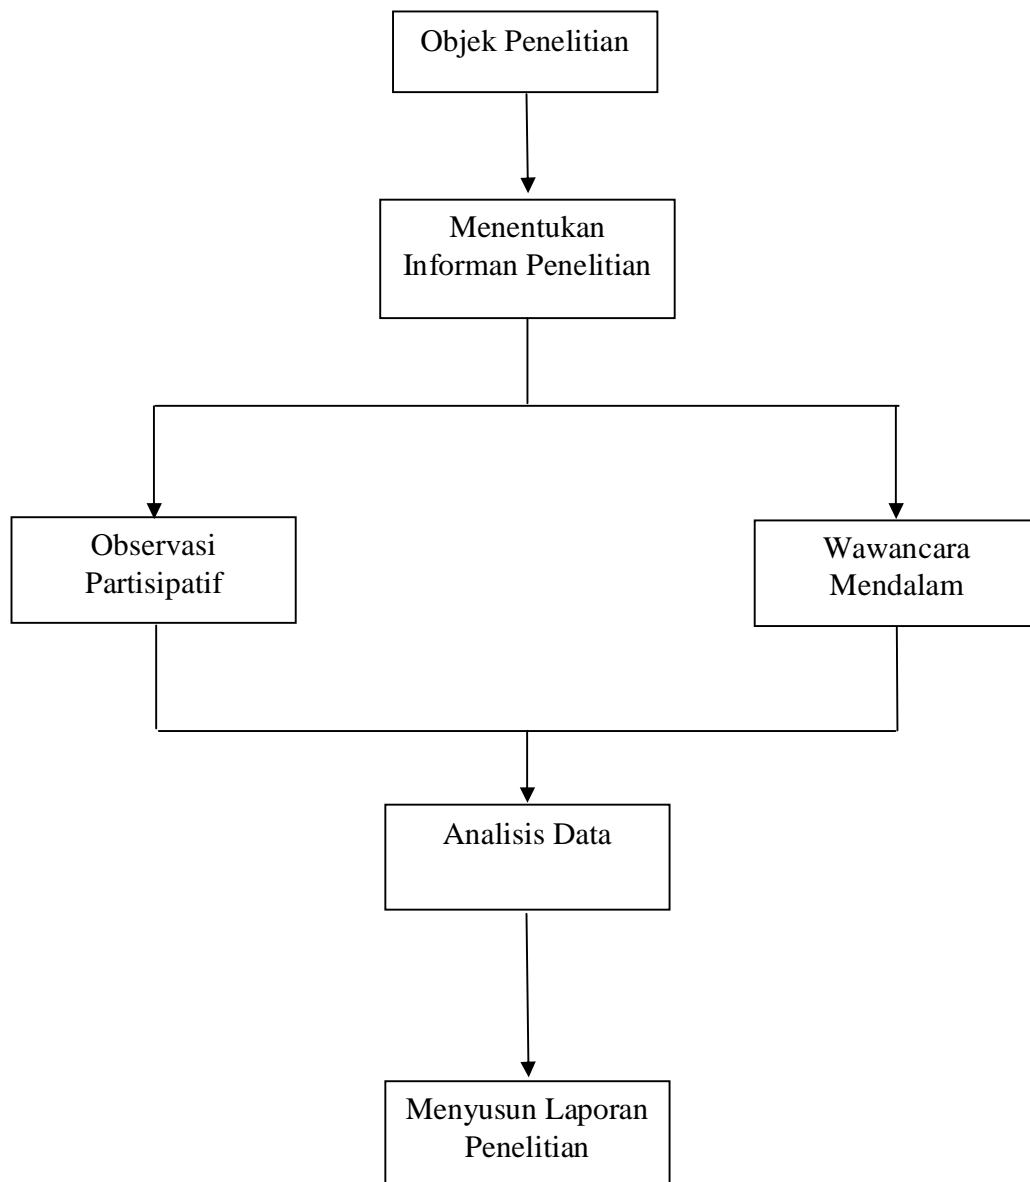 Objek Penelitian
Menentukan
Informan Penelitian
Observasi
Partisipatif
Wawancara
Mendalam
Analisis Data
Menyusun Laporan
Penelitian